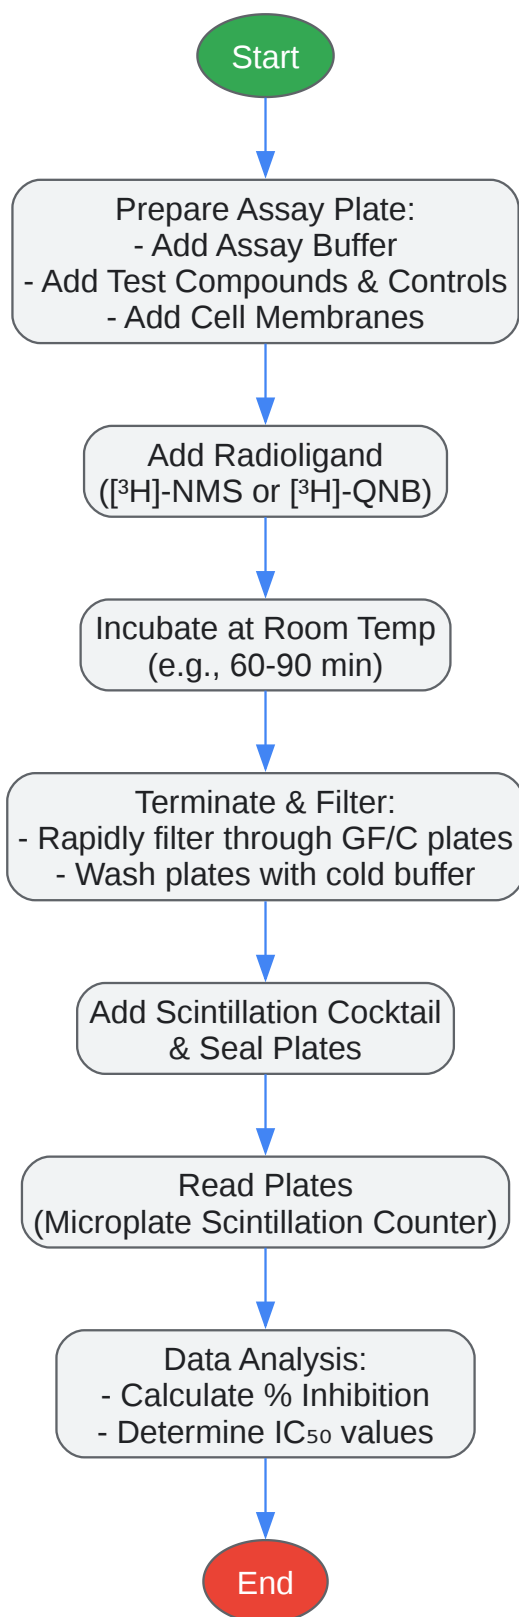 Start
Prepare Assay Plate:
- Add Assay Buffer
- Add Test Compounds & Controls
- Add Cell Membranes
Add Radioligand
([³H]-NMS or [³H]-QNB)
Incubate at Room Temp
(e.g., 60-90 min)
Terminate & Filter:
- Rapidly filter through GF/C plates
- Wash plates with cold buffer
Add Scintillation Cocktail
& Seal Plates
Read Plates
(Microplate Scintillation Counter)
Data Analysis:
- Calculate % Inhibition
- Determine IC₅₀ values
End